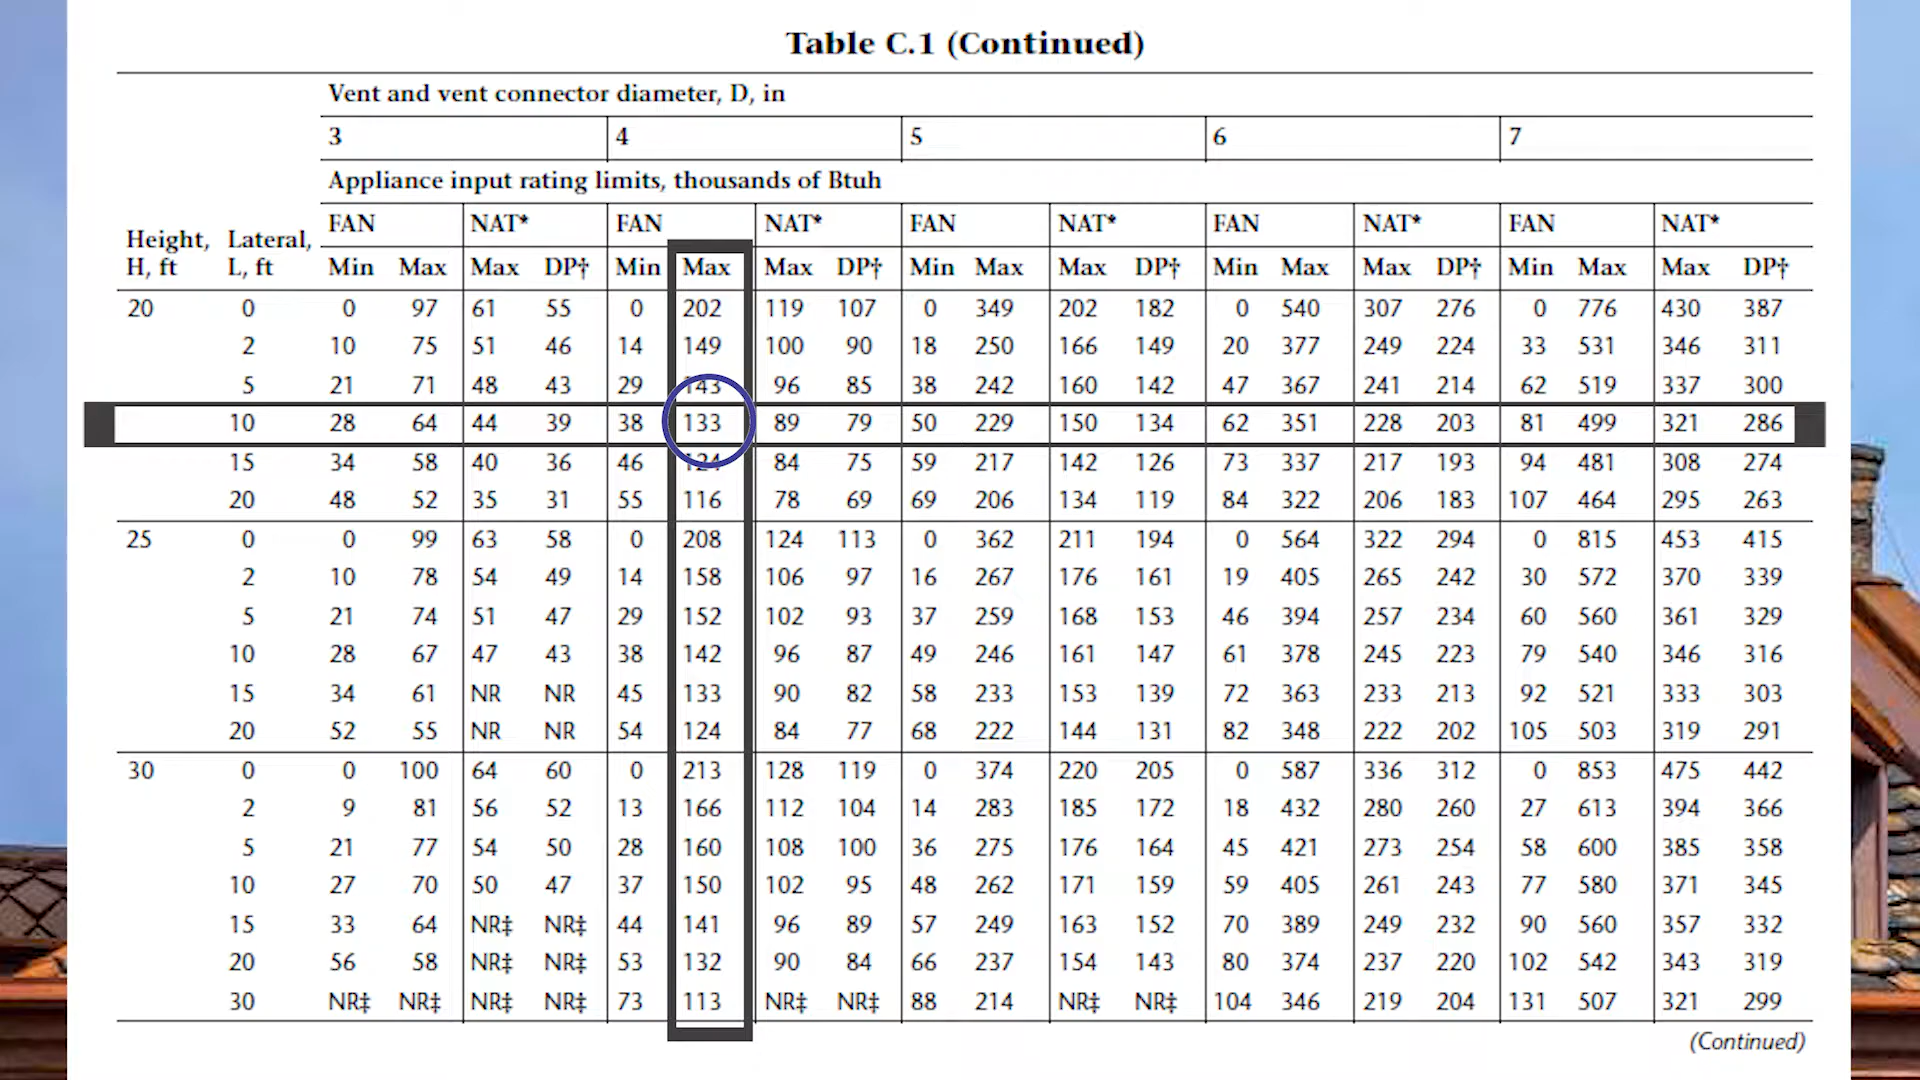 Table C.1 (Continued)
Vent and vent connector diameter, D, in
3 4 5 6 7
Appliance input rating limits, thousands of Btuh
FAN NAT* FAN NAT* FAN NAT* FAN NAT* FAN NAT*
Height, H, ft Lateral, L, ft Min Max Max DP† Min Max Max DP† Min Max Max DP† Min Max Max DP† Min Max Max DP†
20 0 0 97 61 55 0 202 119 107 0 349 202 182 0 540 307 276 0 776 430 387
2 10 75 51 46 14 149 100 90 18 250 166 149 20 377 249 224 33 531 346 311
5 21 71 48 43 29 143 96 85 38 242 160 142 47 367 241 214 62 519 337 300
10 28 64 44 39 38 133 89 79 50 229 150 134 62 351 228 203 81 499 321 286
15 34 58 40 36 46 124 84 75 59 217 142 126 73 337 217 193 94 481 308 274
20 48 52 35 31 55 116 78 69 69 206 134 119 84 322 206 183 107 464 295 263
25 0 0 99 63 58 0 208 124 113 0 362 211 194 0 564 322 294 0 815 453 415
2 10 78 54 49 14 158 106 97 16 267 176 161 19 405 265 242 30 572 370 339
5 21 74 51 47 29 152 102 93 37 259 168 153 46 394 257 234 60 560 361 329
10 28 67 47 43 38 142 96 87 49 246 161 147 61 378 245 223 79 540 346 316
15 34 61 NR NR 45 133 90 82 58 233 153 139 72 363 233 213 92 521 333 303
20 52 55 NR NR 54 124 84 77 68 222 144 131 82 348 222 202 105 503 319 291
30 0 0 100 64 60 0 213 128 119 0 374 220 205 0 587 336 312 0 853 475 442
2 9 81 56 52 13 166 112 104 14 283 185 172 18 432 280 260 27 613 394 366
5 21 77 54 50 28 160 108 100 36 275 176 164 45 421 273 254 58 600 385 358
10 27 70 50 47 37 150 102 95 48 262 171 159 59 405 261 243 77 580 371 345
15 33 64 NR‡ NR‡ 44 141 96 89 57 249 163 152 70 389 249 232 90 560 357 332
20 56 58 NR‡ NR‡ 53 132 90 84 66 237 154 143 80 374 237 220 102 542 343 319
30 NR‡ NR‡ NR‡ NR‡ 73 113 NR‡ NR‡ 88 214 NR‡ NR‡ 104 346 219 204 131 507 321 299
(Continued)